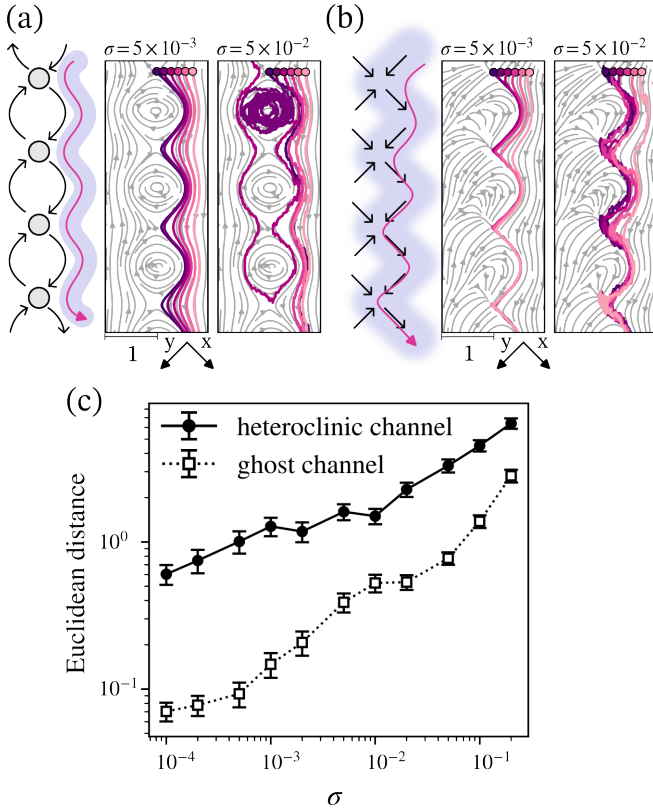 (a)
σ = 5 × 10⁻³
σ = 5 × 10⁻²
1
y
x
(b)
σ = 5 × 10⁻³
σ = 5 × 10⁻²
1
y
x
(c)
heteroclinic channel
ghost channel
Euclidean distance
10⁰
10⁻¹
10⁻⁴
10⁻³
10⁻²
10⁻¹
σ